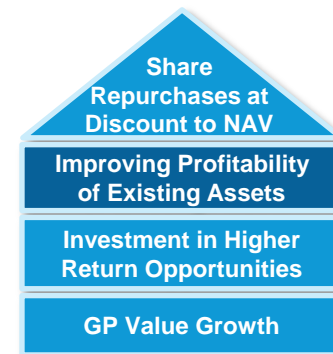 Share
Repurchases at
Discount to NAV
Improving Profitability
of Existing Assets
Investment in Higher
Return Opportunities
GP Value Growth